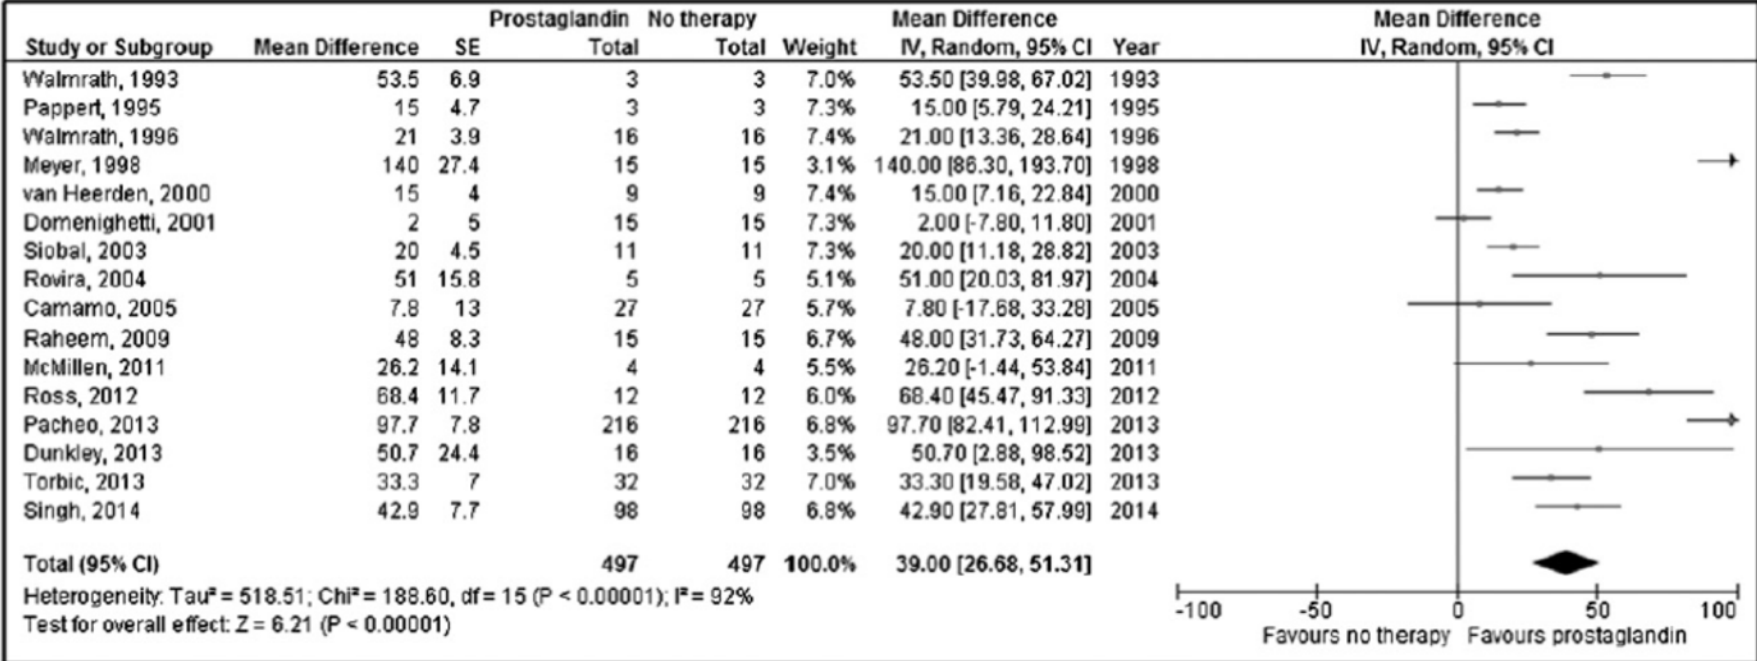 Prostaglandin No therapy Mean Difference Mean Difference
Study or Subgroup Mean Difference SE Total Total Weight IV, Random, 95% CI Year IV, Random, 95% CI
Walmrath, 1993 53.5 6.9 3 3 7.0% 53.50 [39.98, 67.02] 1993
Pappert, 1995 15 4.7 3 3 7.3% 15.00 [5.79, 24.21] 1995
Walmrath, 1996 21 3.9 16 16 7.4% 21.00 [13.36, 28.64] 1996
Meyer, 1998 140 27.4 15 15 3.1% 140.00 [86.30, 193.70] 1998
van Heerden, 2000 15 4 9 9 7.4% 15.00 [7.16, 22.84] 2000
Domenighetti, 2001 2 5 15 15 7.3% 2.00 [-7.80, 11.80] 2001
Siobal, 2003 20 4.5 11 11 7.3% 20.00 [11.18, 28.82] 2003
Rovira, 2004 51 15.8 5 5 5.1% 51.00 [20.03, 81.97] 2004
Camamo, 2005 7.8 13 27 27 5.7% 7.80 [-17.68, 33.28] 2005
Raheem, 2009 48 8.3 15 15 6.7% 48.00 [31.73, 64.27] 2009
McMillen, 2011 26.2 14.1 4 4 5.5% 26.20 [-1.44, 53.84] 2011
Ross, 2012 68.4 11.7 12 12 6.0% 68.40 [45.47, 91.33] 2012
Pacheo, 2013 97.7 7.8 216 216 6.8% 97.70 [82.41, 112.99] 2013
Dunkley, 2013 50.7 24.4 16 16 3.5% 50.70 [2.88, 98.52] 2013
Torbic, 2013 33.3 7 32 32 7.0% 33.30 [19.58, 47.02] 2013
Singh, 2014 42.9 7.7 98 98 6.8% 42.90 [27.81, 57.99] 2014
Total (95% CI) 497 497 100.0% 39.00 [26.68, 51.31]
Heterogeneity: Tau² = 518.51; Chi² = 188.60, df = 15 (P < 0.00001); I² = 92%
Test for overall effect: Z = 6.21 (P < 0.00001)
-100 -50 0 50 100
Favours no therapy Favours prostaglandin